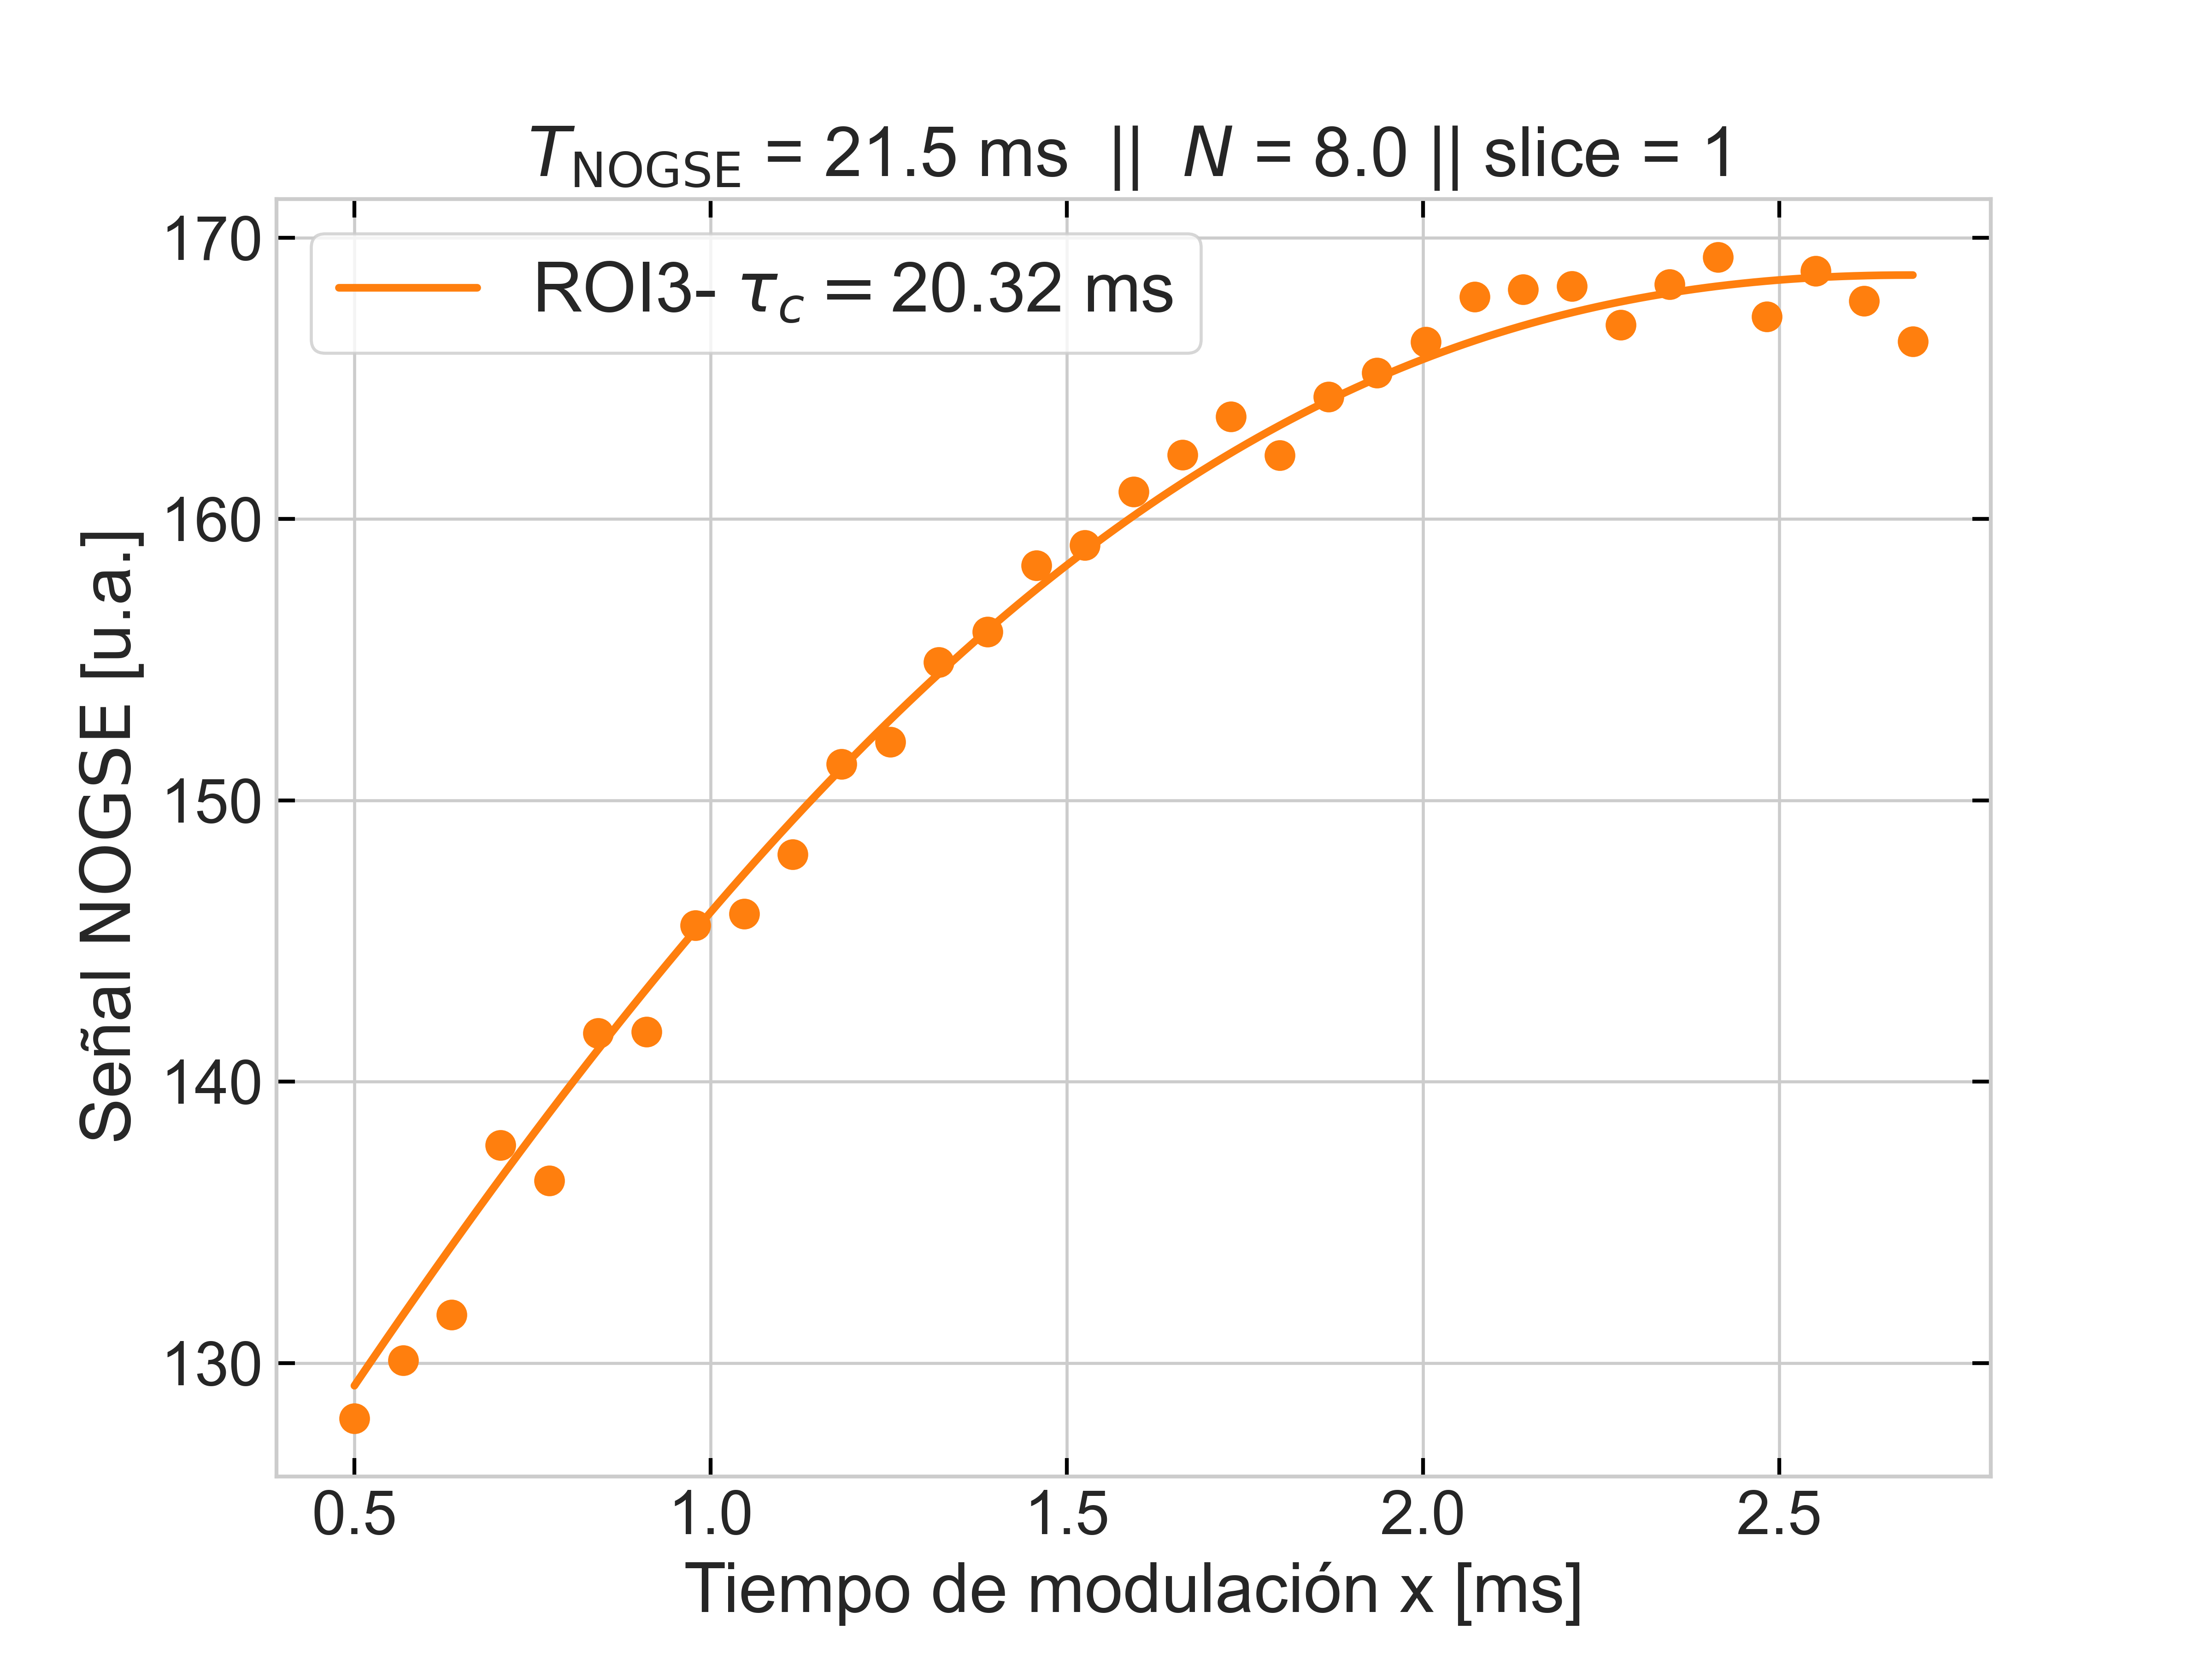 T_NOGSE = 21.5 ms || N = 8.0 || slice = 1
ROI3- τ_c = 20.32 ms
Señal NOGSE [u.a.]
170
160
150
140
130
0.5 1.0 1.5 2.0 2.5
Tiempo de modulación x [ms]